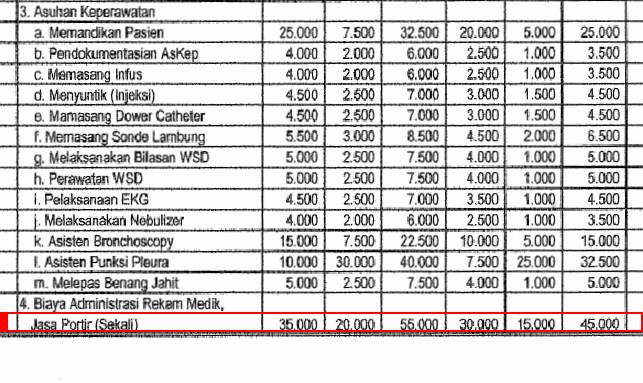 3. Asuhan Keperawatan
a. Memandikan Pasien 25.000 7.500 32.500 20.000 5.000 25.000
b. Pendokumentasian AsKep 4.000 2.000 6.000 2.500 1.000 3.500
c. Memasang Infus 4.000 2.000 6.000 2.500 1.000 3.500
d. Menyuntik (Injeksi) 4.500 2.500 7.000 3.000 1.500 4.500
e. Mamasang Dower Catheter 4.500 2.500 7.000 3.000 1.500 4.500
f. Memasang Sonde Lambung 5.500 3.000 8.500 4.500 2.000 6.500
g. Melaksanakan Bilasan WSD 5.000 2.500 7.500 4.000 1.000 5.000
h. Perawatan WSD 5.000 2.500 7.500 4.000 1.000 5.000
i. Pelaksanaan EKG 4.500 2.500 7.000 3.500 1.000 4.500
j. Melaksanakan Nebulizer 4.000 2.000 6.000 2.500 1.000 3.500
k. Asisten Bronchoscopy 15.000 7.500 22.500 10.000 5.000 15.000
l. Asisten Punksi Pleura 10.000 30.000 40.000 7.500 25.000 32.500
m. Melepas Benang Jahit 5.000 2.500 7.500 4.000 1.000 5.000
4. Biaya Administrasi Rekam Medik,
Jasa Portir (Sekali) 35.000 20.000 55.000 30.000 15.000 45.000